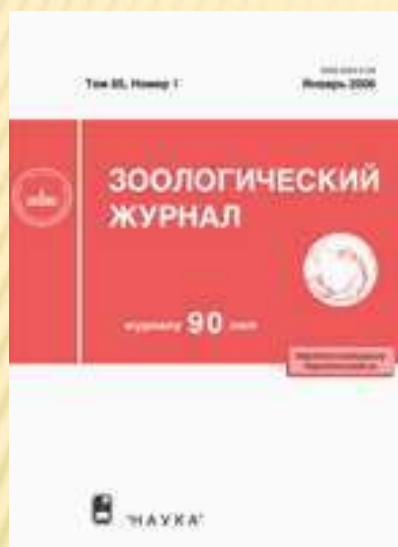 Том 85, Номер 1
Январь 2006
ЗООЛОГИЧЕСКИЙ
ЖУРНАЛ
журналу 90 лет
"НАУКА"